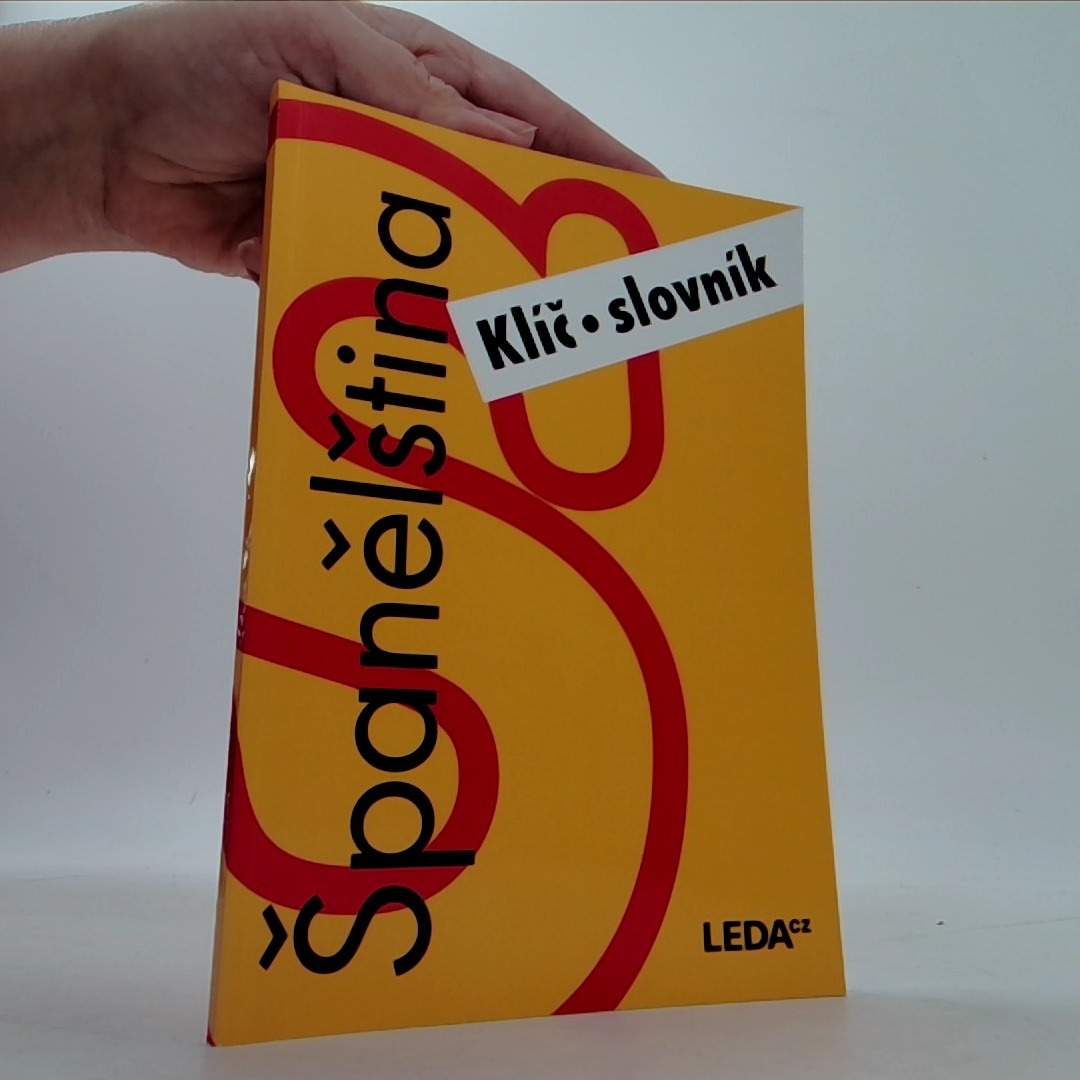 Španělština
Klíč • slovník
LEDAcz